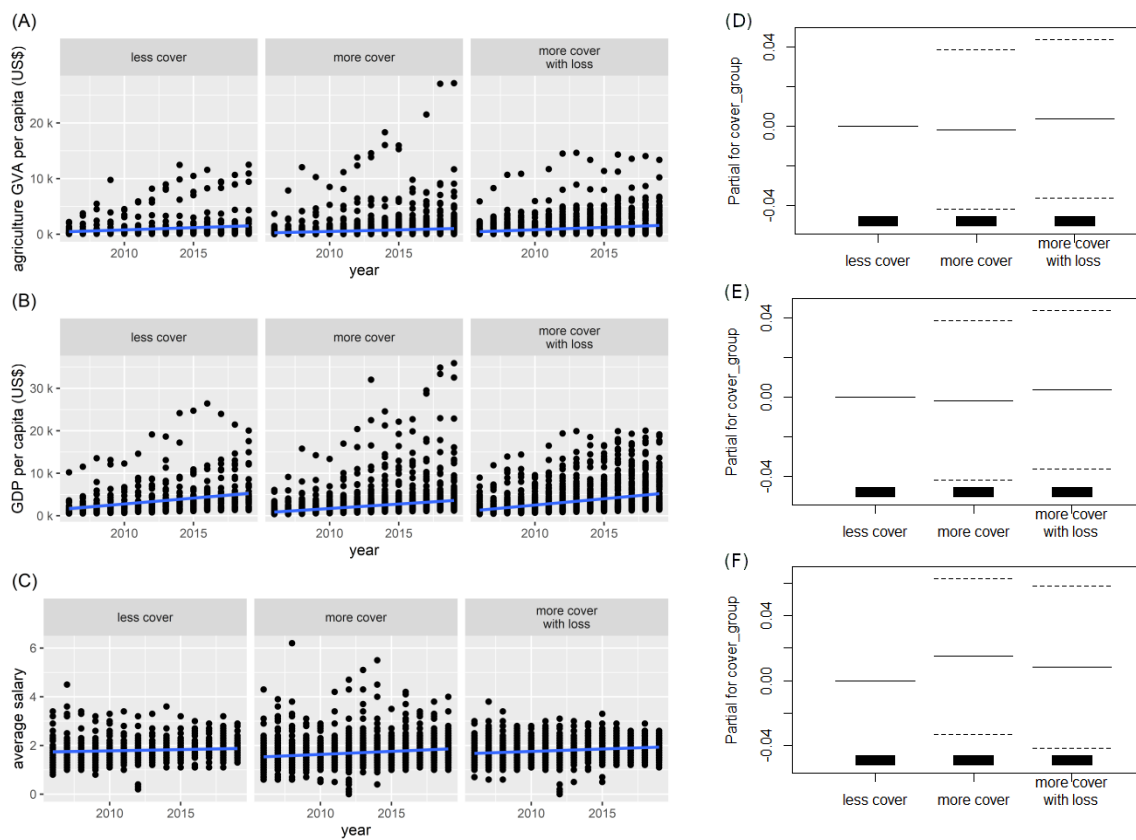 (A)
agriculture GVA per capita (US$)
less cover
more cover
more cover
with loss
20 k
10 k
0 k
2010
2015
2010
2015
2010
2015
year
(B)
GDP per capita (US$)
less cover
more cover
more cover
with loss
30 k
20 k
10 k
0 k
2010
2015
2010
2015
2010
2015
year
(C)
average salary
less cover
more cover
more cover
with loss
6
4
2
0
2010
2015
2010
2015
2010
2015
year
(D)
Partial for cover_group
0.04
0.00
-0.04
less cover
more cover
more cover
with loss
(E)
Partial for cover_group
0.04
0.00
-0.04
less cover
more cover
more cover
with loss
(F)
Partial for cover_group
0.04
0.00
-0.04
less cover
more cover
more cover
with loss